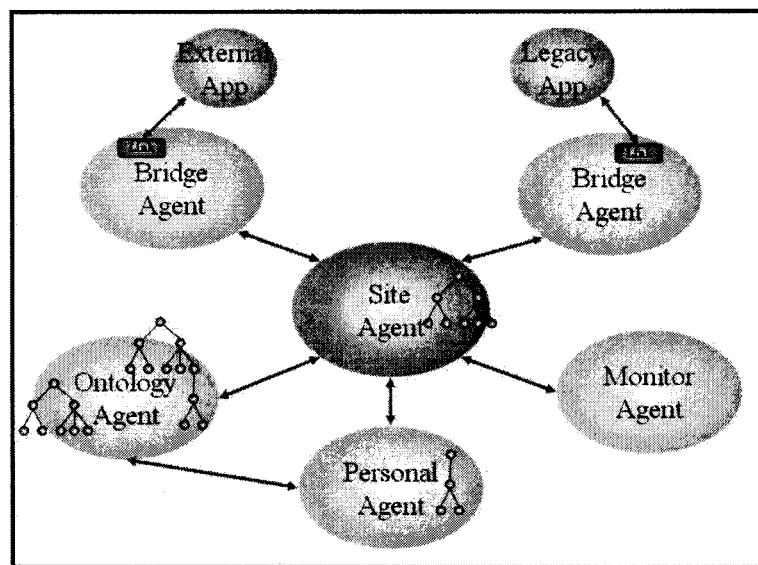 External
App
Legacy
App
Bridge
Agent
Bridge
Agent
Site
Agent
Ontology
Agent
Monitor
Agent
Personal
Agent